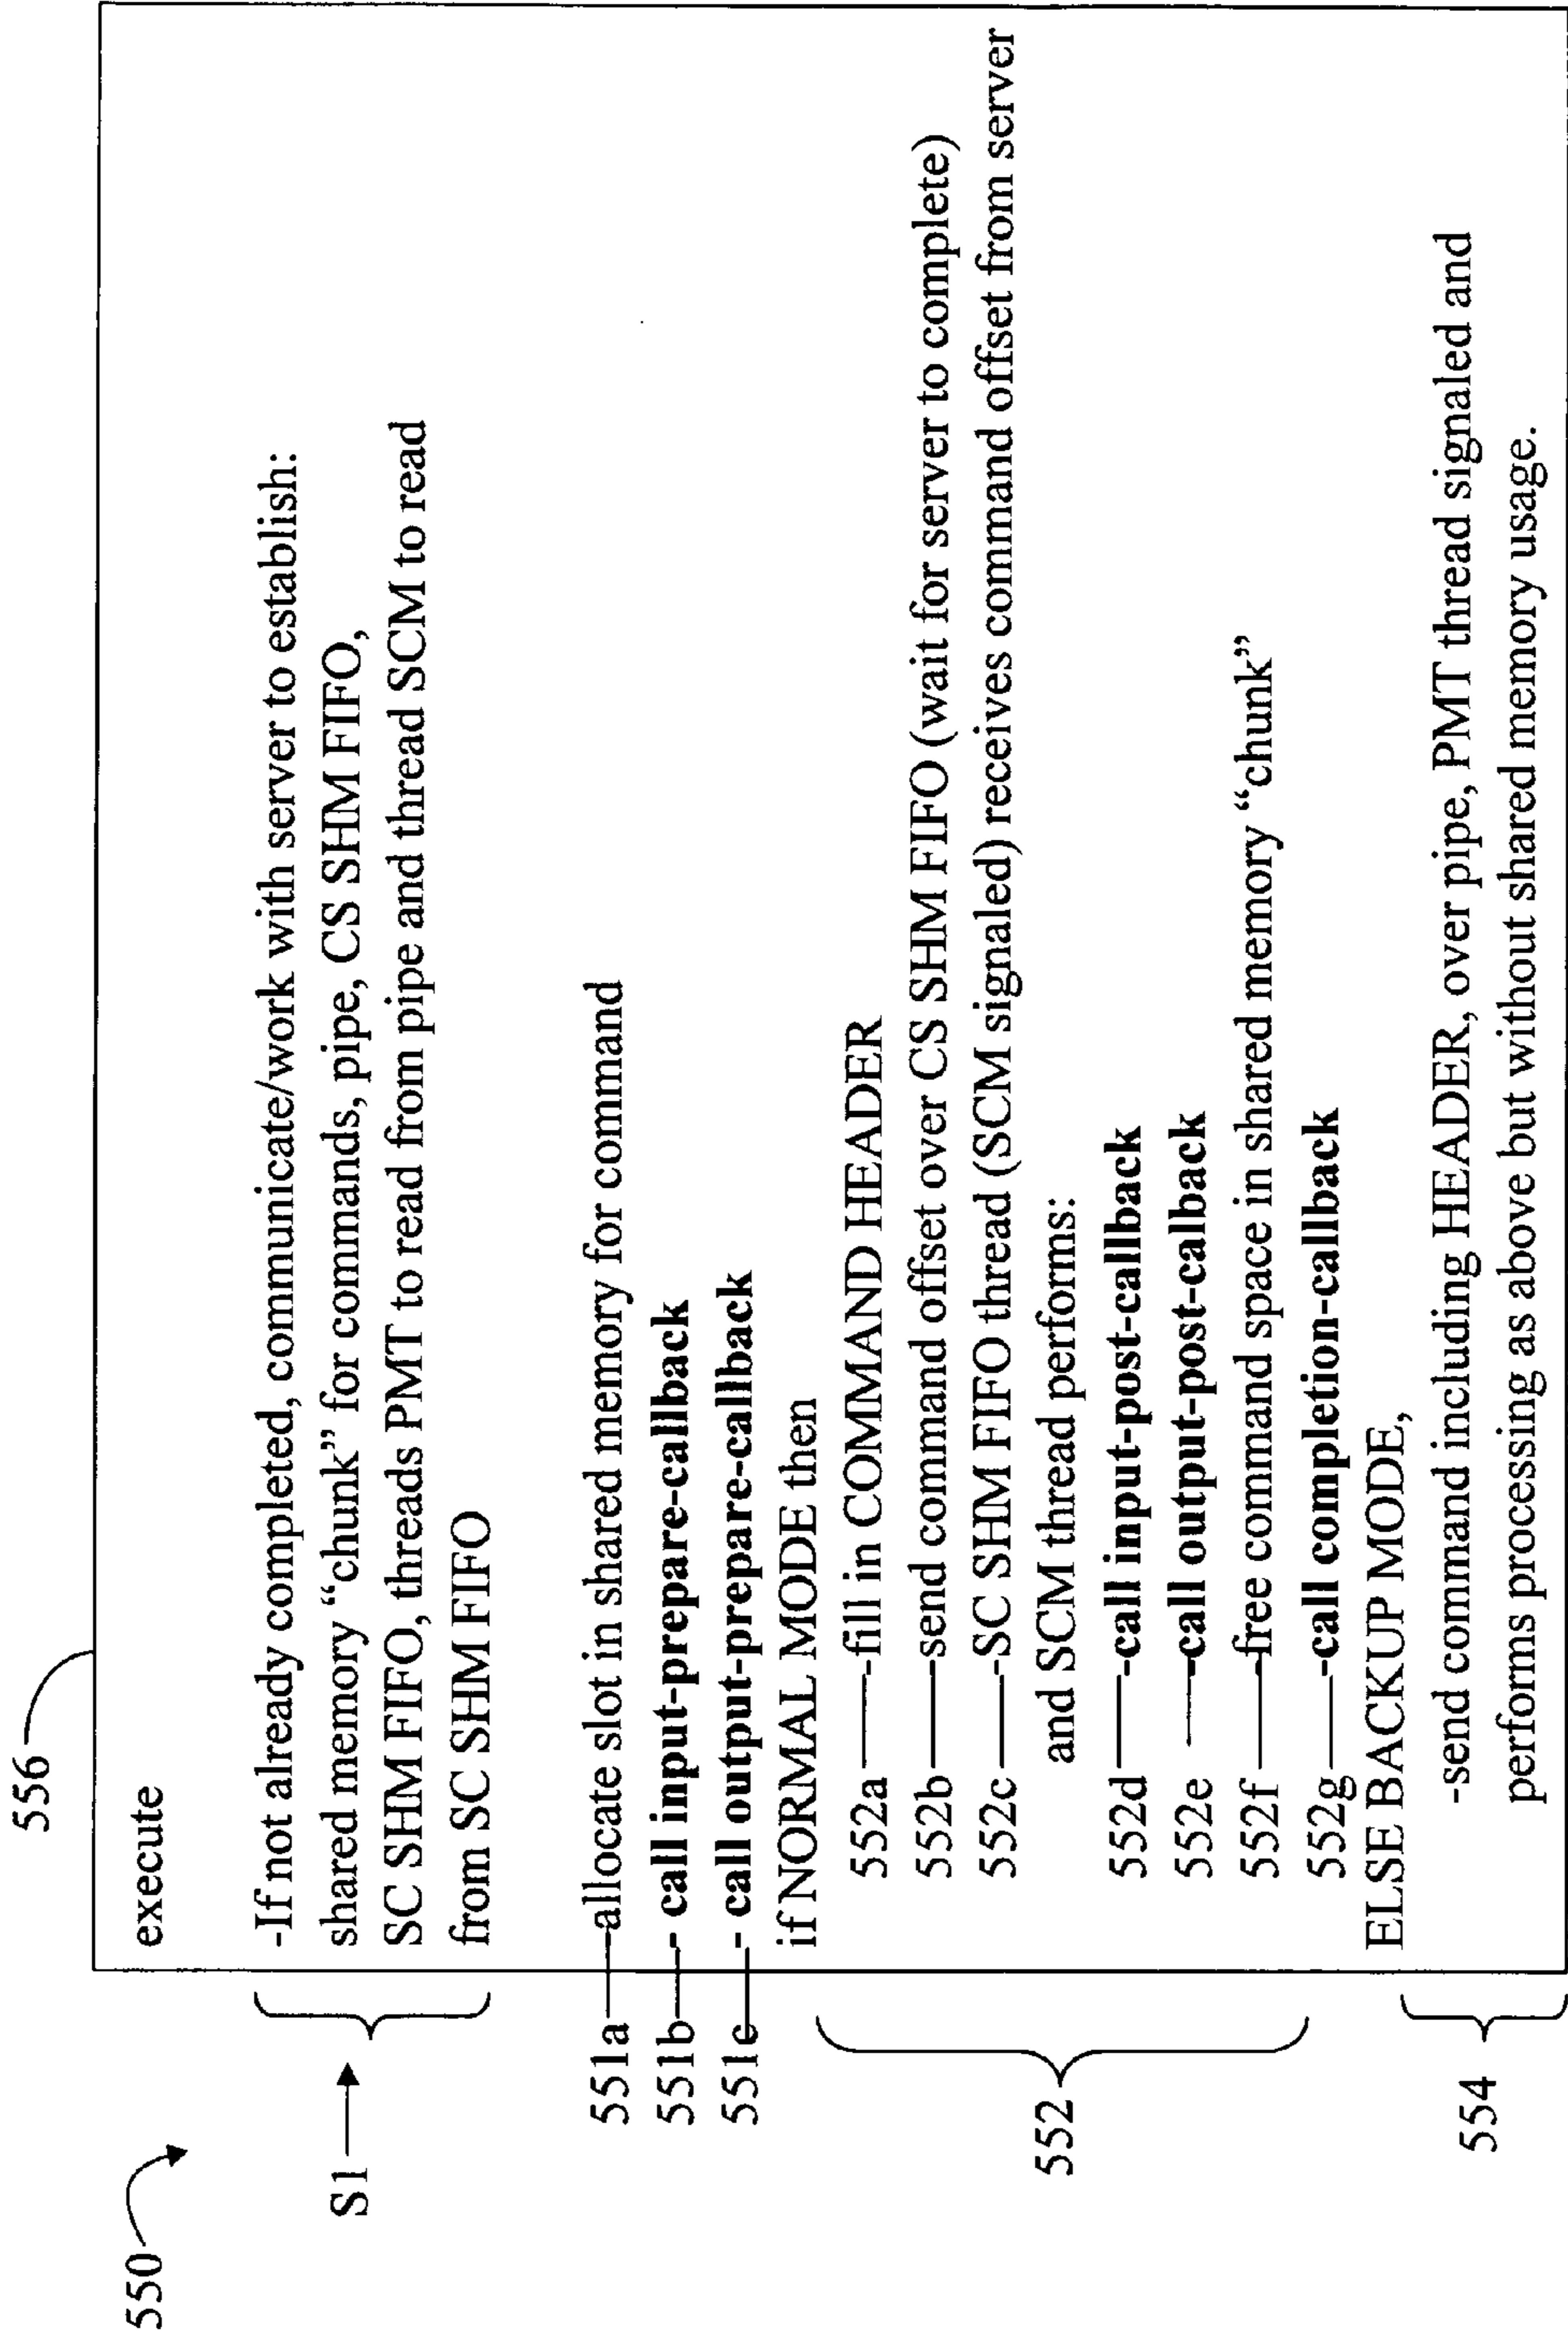 550
556
execute
S1
-If not already completed, communicate/work with server to establish:
shared memory “chunk” for commands, pipe, CS SHM FIFO,
SC SHM FIFO, threads PMT to read from pipe and thread SCM to read
from SC SHM FIFO
551a -allocate slot in shared memory for command
551b - call input-prepare-callback
551c - call output-prepare-callback
if NORMAL MODE then
552
552a -fill in COMMAND HEADER
552b -send command offset over CS SHM FIFO (wait for server to complete)
552c -SC SHM FIFO thread (SCM signaled) receives command offset from server
and SCM thread performs:
552d -call input-post-callback
552e -call output-post-calback
552f -free command space in shared memory “chunk”
552g -call completion-callback
ELSE BACKUP MODE,
554
-send command including HEADER, over pipe, PMT thread signaled and
performs processing as above but without shared memory usage.